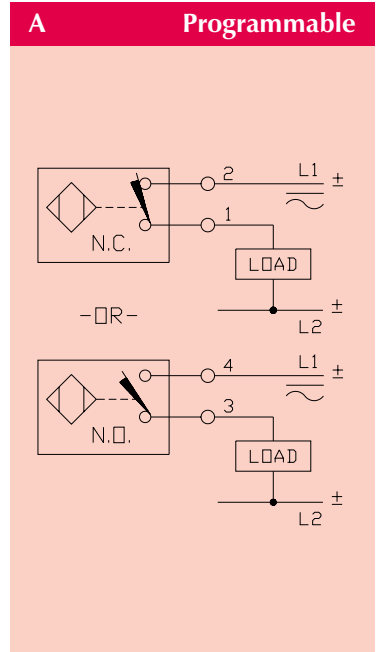 A Programmable
2 L1 ±
1
N.C.
LOAD
±
L2
-OR-
4 L1 ±
3
N.O.
LOAD
±
L2